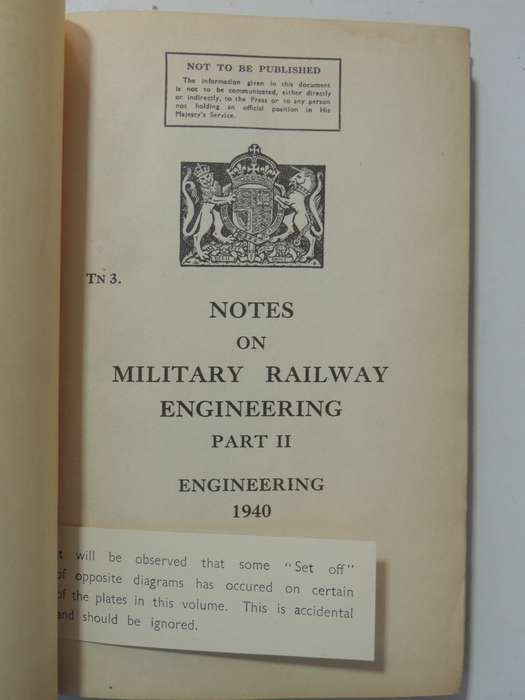 NOT TO BE PUBLISHED
The information given in this document
is not to be communicated, either directly
or indirectly, to the Press or to any person
not holding an official position in His
Majesty's Service.
TN 3.
NOTES
ON
MILITARY RAILWAY
ENGINEERING
PART II
ENGINEERING
1940
t will be observed that some "Set off"
of opposite diagrams has occured on certain
of the plates in this volume. This is accidental
and should be ignored.